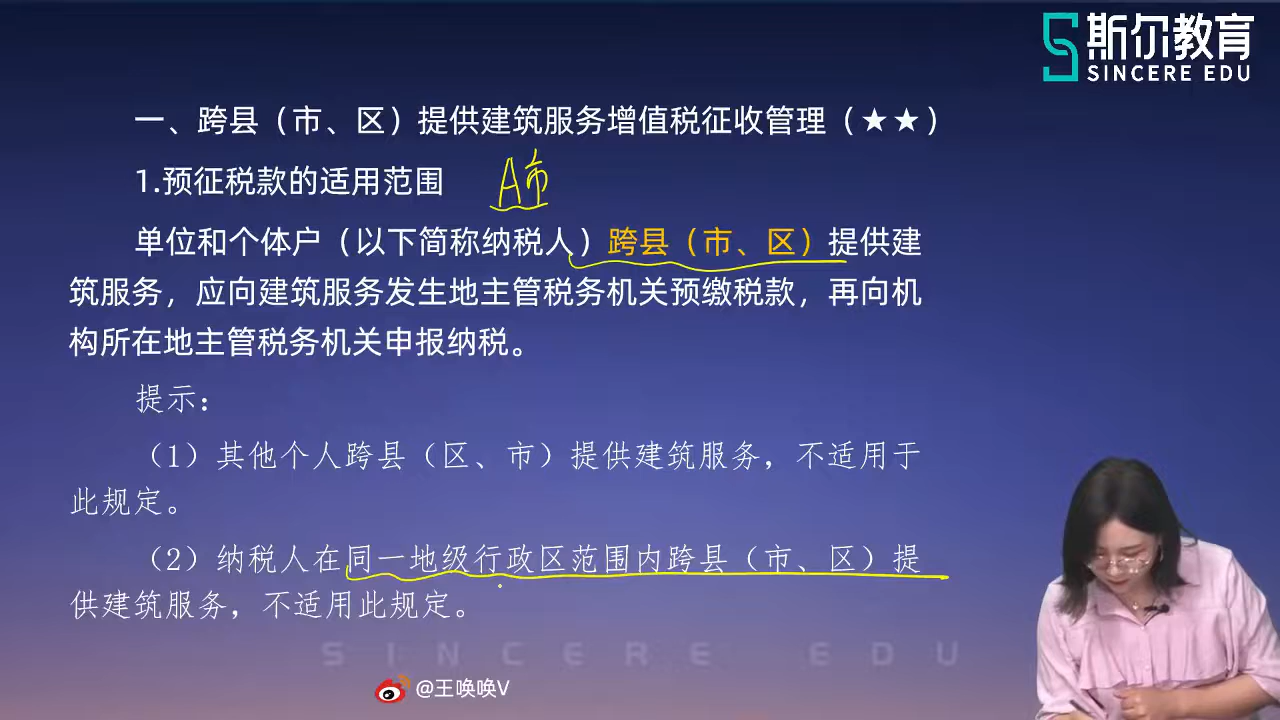 斯尔教育
SINCERE EDU
一、跨县（市、区）提供建筑服务增值税征收管理（★★）
1.预征税款的适用范围
A市
单位和个体户（以下简称纳税人）跨县（市、区）提供建
筑服务，应向建筑服务发生地主管税务机关预缴税款，再向机
构所在地主管税务机关申报纳税。
提示：
（1）其他个人跨县（区、市）提供建筑服务，不适用于
此规定。
（2）纳税人在同一地级行政区范围内跨县（市、区）提
供建筑服务，不适用此规定。
SINCERE EDU
@王唤唤V